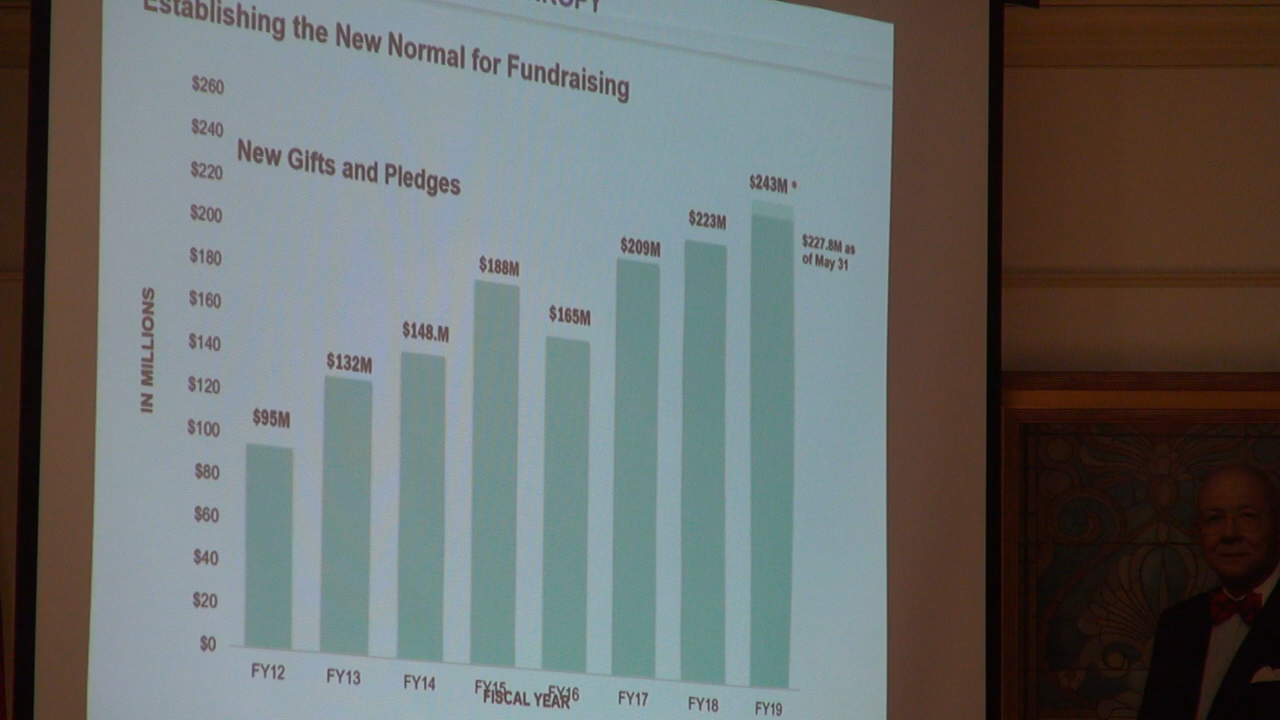 Establishing the New Normal for Fundraising
New Gifts and Pledges
$260
$240
$220
$200
$180
$160
$140
$120
$100
$80
$60
$40
$20
$0
IN MILLIONS
$95M
$132M
$148.M
$188M
$165M
$209M
$223M
$243M *
$227.8M as
of May 31
FY12
FY13
FY14
FY15
FY16
FY17
FY18
FY19
FISCAL YEAR